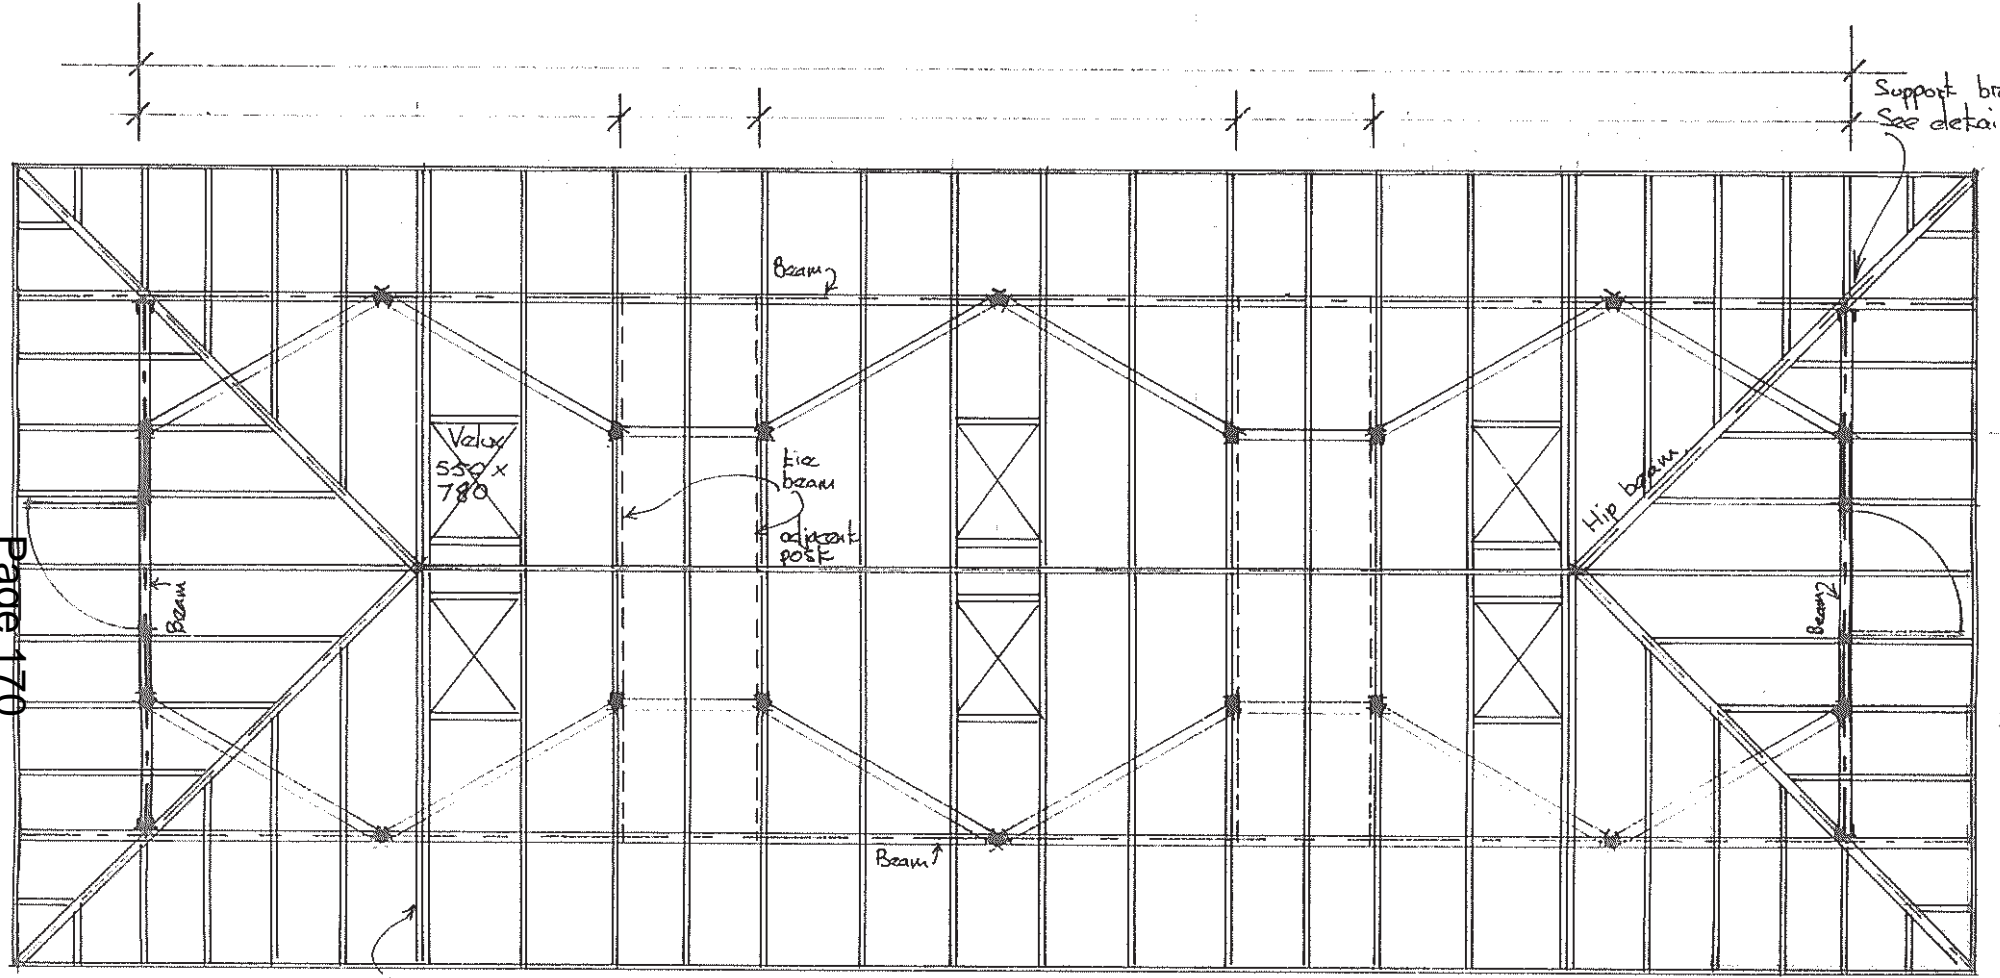 Support br
See detai
Beam
Velux
550 x
780
tie
beam
adjacent
post
Hip beam
Beam
Beam
Beam
Page 170